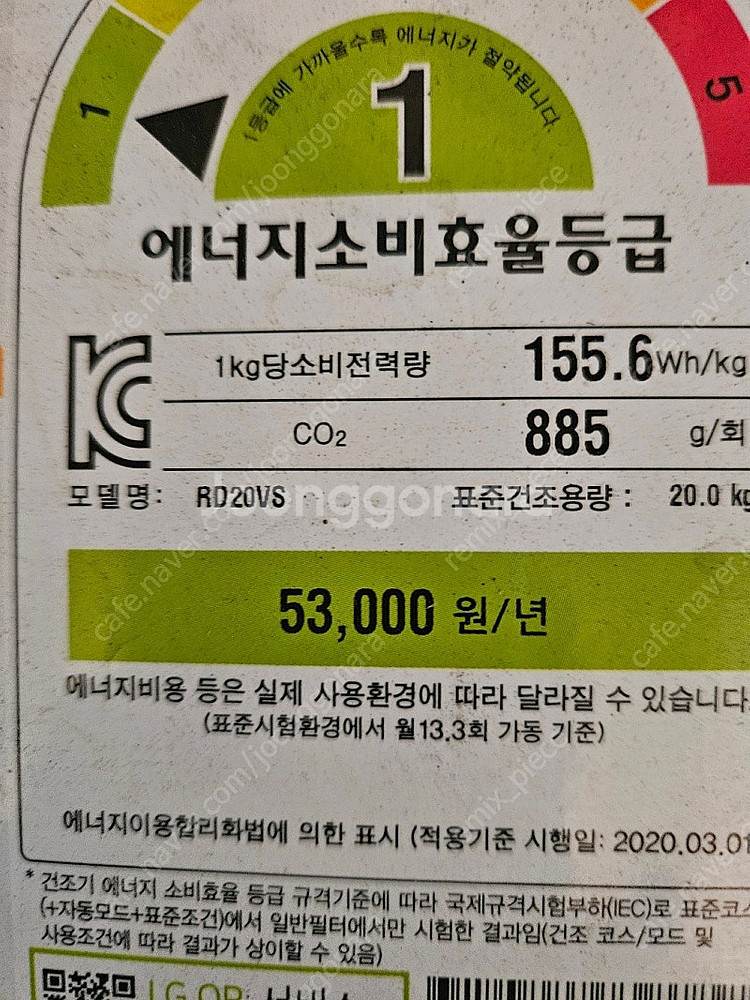 1
5
1등급에 가까울수록 에너지가 절약됩니다.
1
에너지소비효율등급
1kg당소비전력량 155.6Wh/kg
CO₂ 885 g/회
모델명: RD20VS 표준건조용량 : 20.0 kg
53,000 원/년
에너지비용 등은 실제 사용환경에 따라 달라질 수 있습니다.
(표준시험환경에서 월13.3회 가동 기준)
에너지이용합리화법에 의한 표시 (적용기준 시행일: 2020.03.01
* 건조기 에너지 소비효율 등급 규격기준에 따라 국제규격시험부하(IEC)로 표준코스
(+자동모드+표준조건)에서 일반필터에서만 시험한 결과임(건조 코스/모드 및
사용조건에 따라 결과가 상이할 수 있음)
LG QR
cafe.naver.com/joonggonara
remix_piece
joonggonara